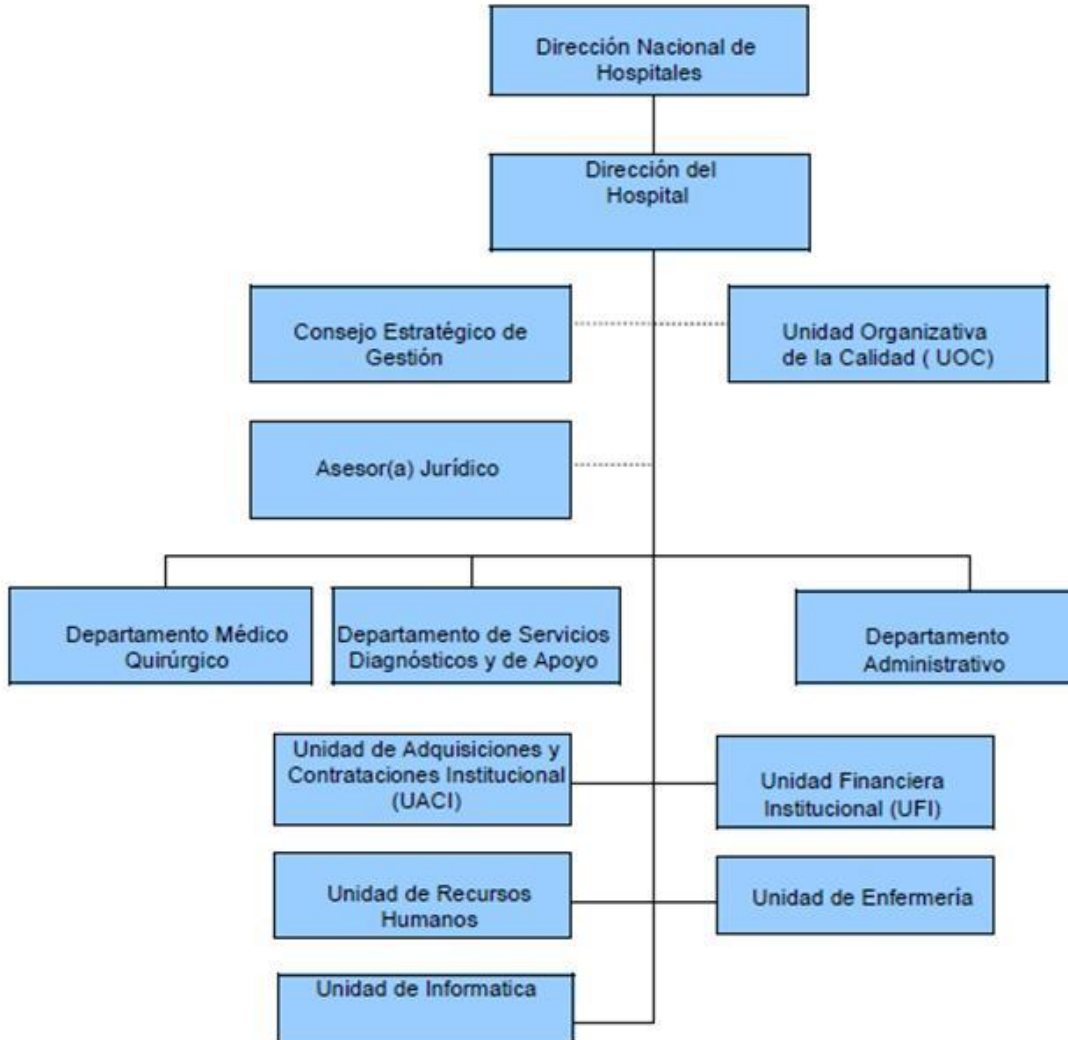 Dirección Nacional de
Hospitales
Dirección del
Hospital
Consejo Estratégico de
Gestión
Unidad Organizativa
de la Calidad ( UOC)
Asesor(a) Jurídico
Departamento Médico
Quirúrgico
Departamento de Servicios
Diagnósticos y de Apoyo
Departamento
Administrativo
Unidad de Adquisiciones y
Contrataciones Institucional
(UACI)
Unidad Financiera
Institucional (UFI)
Unidad de Recursos
Humanos
Unidad de Enfermería
Unidad de Informatica